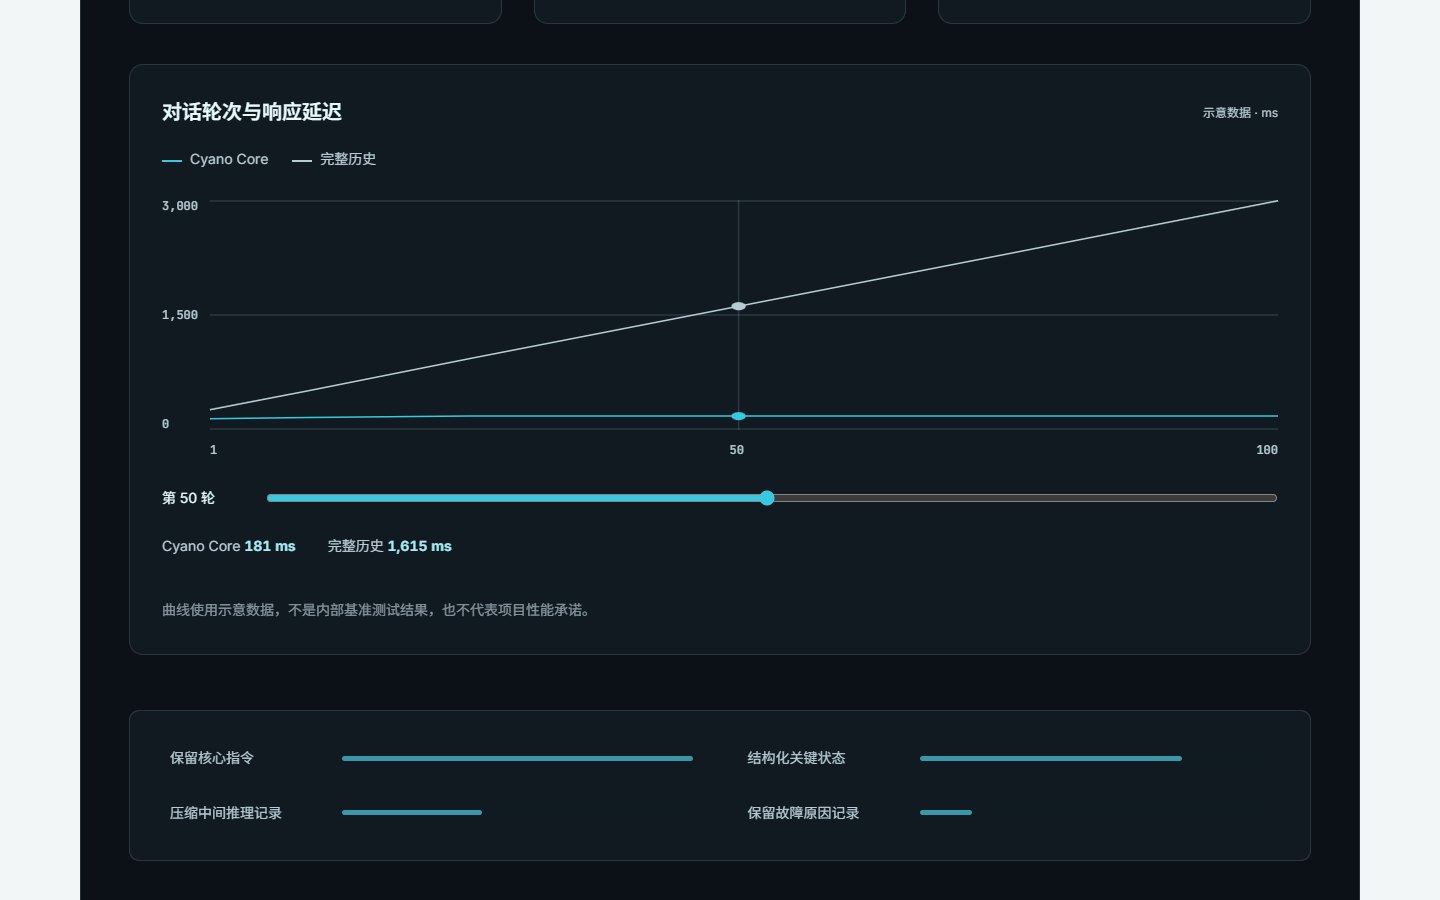 对话轮次与响应延迟
示意数据 · ms
Cyano Core
完整历史
3,000
1,500
0
1
50
100
第 50 轮
Cyano Core 181 ms
完整历史 1,615 ms
曲线使用示意数据，不是内部基准测试结果，也不代表项目性能承诺。
保留核心指令
结构化关键状态
压缩中间推理记录
保留故障原因记录